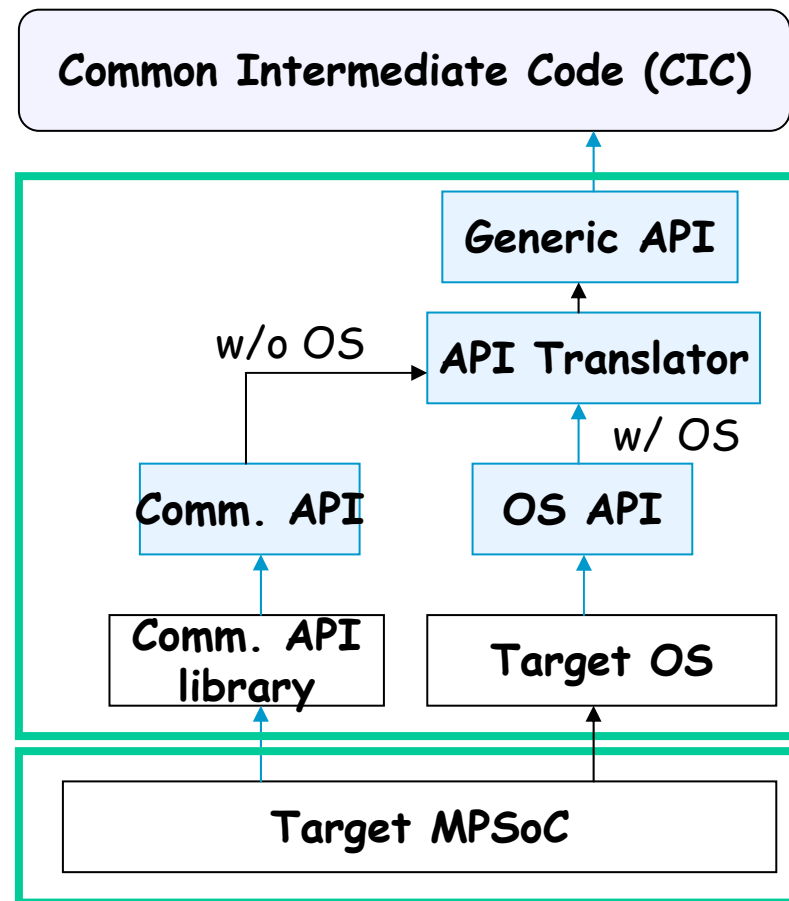 Common Intermediate Code (CIC)
Generic API
w/o OS
API Translator
w/ OS
Comm. API
OS API
Comm. API
library
Target OS
Target MPSoC